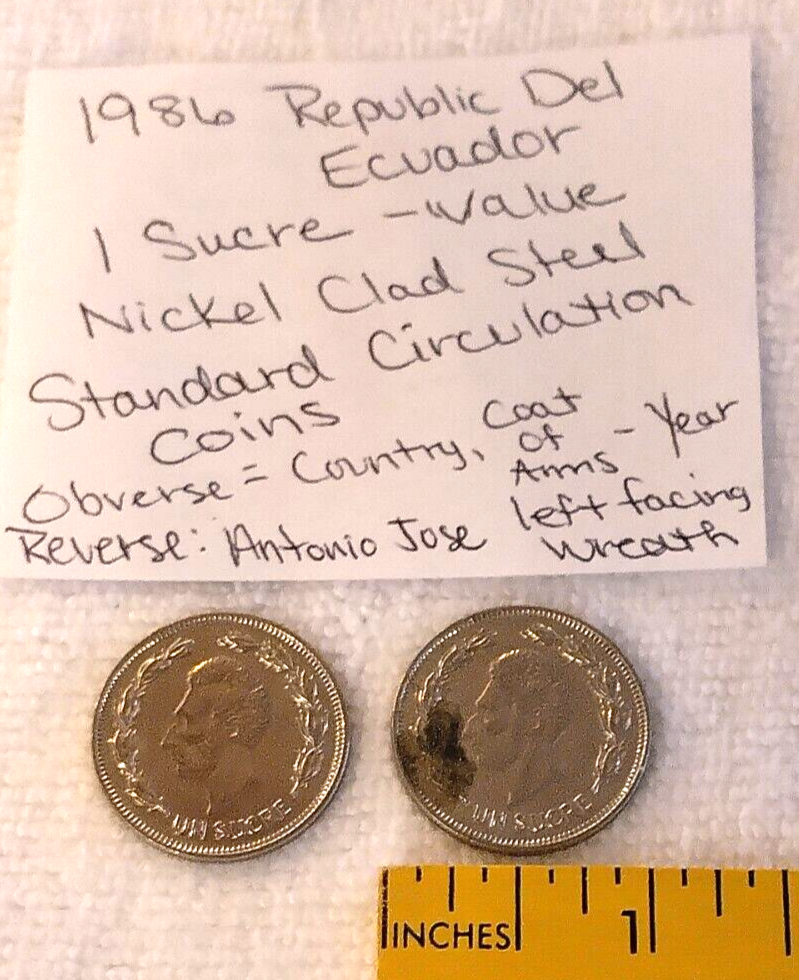 1986 Republic Del
Ecuador
1 Sucre - value
Nickel Clad Steel
Standard Circulation
Coins
Obverse = Country, Coat of Arms - Year
Reverse: Antonio Jose left facing wreath
UN SUCRE
UN SUCRE
INCHES 1